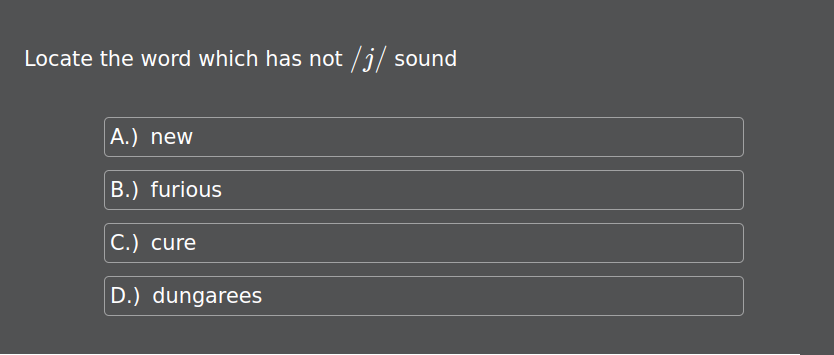 Locate the word which has not /j/ sound
A.) new
B.) furious
C.) cure
D.) dungarees